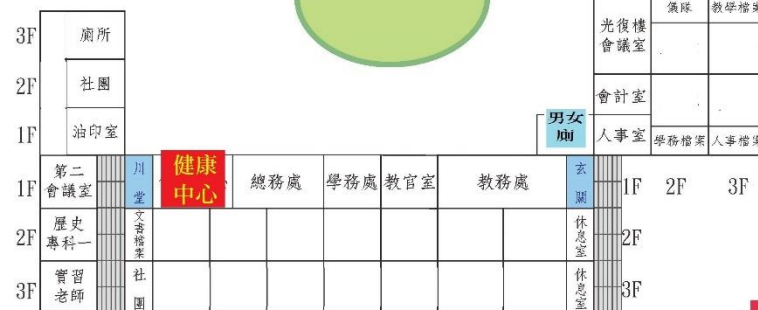 儀隊 教學檔案
3F 廁所 光復樓
會議室
2F 社團 會計室
1F 油印室 男女
廁 人事室 學務檔案 人事檔案
1F 第二
會議室 川堂 健康
中心 總務處 學務處 教官室 教務處 玄關 1F 2F 3F
2F 歷史
專科一 文書檔案 休息室 2F
3F 實習
老師 社團 休息室 3F